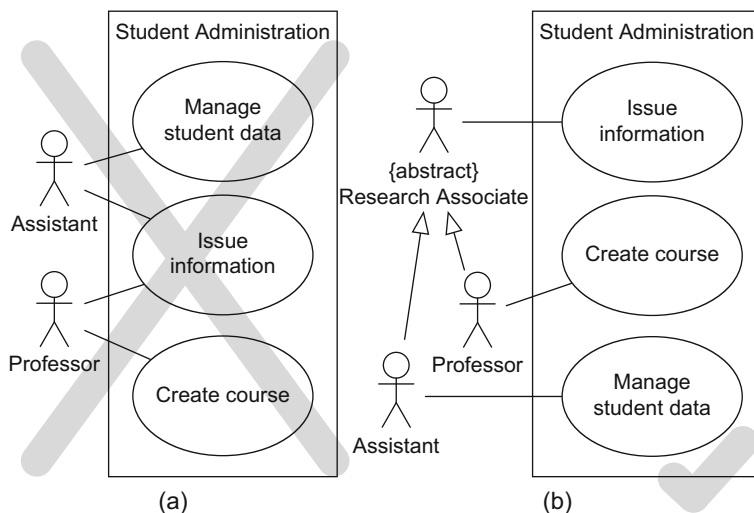 Student Administration
Manage
student data
Assistant
Issue
information
Professor
Create course
(a)
Student Administration
Issue
information
{abstract}
Research Associate
Create course
Professor
Manage
student data
Assistant
(b)